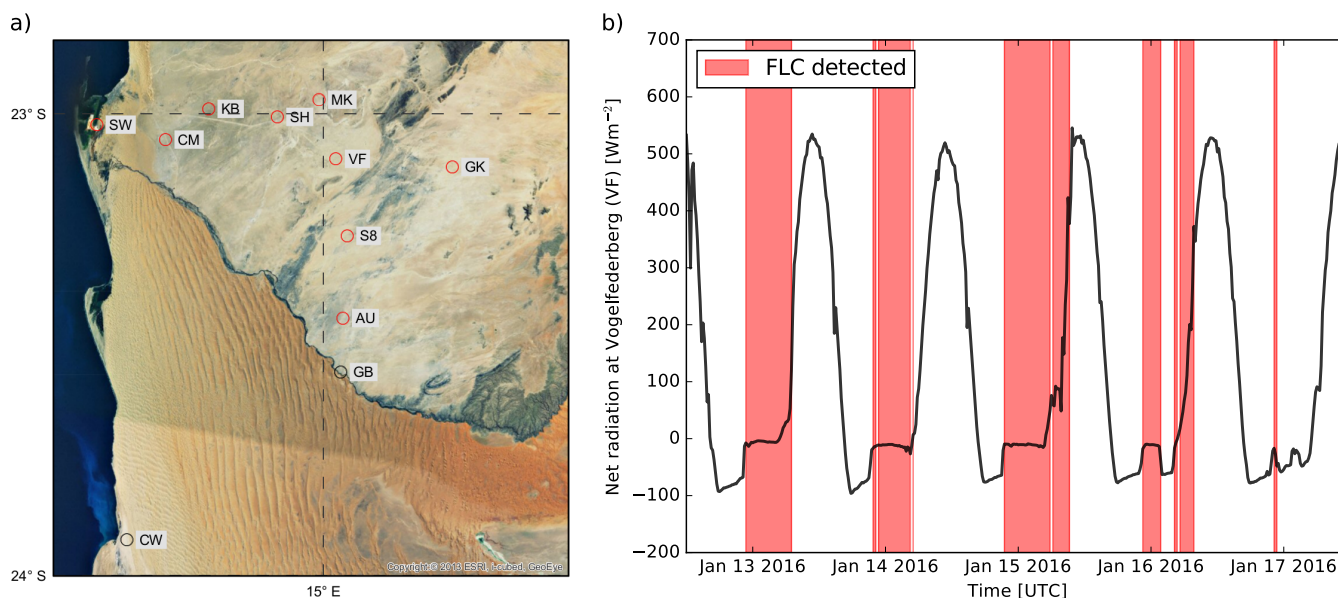 a)
23° S
24° S
15° E
SW
KB
CM
SH
MK
VF
GK
S8
AU
GB
CW
Copyright © 2013 ESRI, i-cubed, GeoEye
b)
FLC detected
Net radiation at Vogelfederberg (VF) [Wm−2]
700
600
500
400
300
200
100
0
−100
−200
Jan 13 2016
Jan 14 2016
Jan 15 2016
Jan 16 2016
Jan 17 2016
Time [UTC]